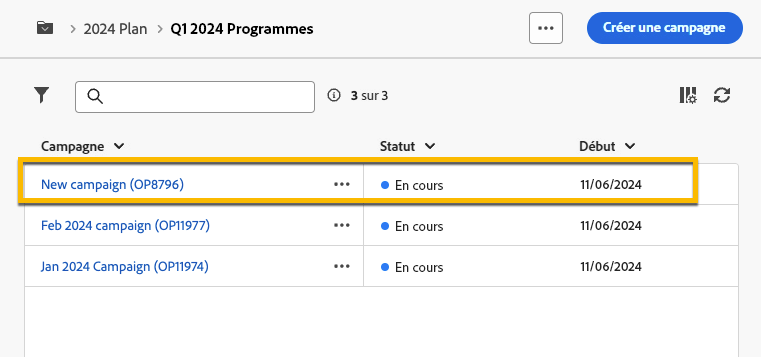 2024 Plan Q1 2024 Programmes ... Créer une campagne
3 sur 3
Campagne Statut Début
New campaign (OP8796) ... En cours 11/06/2024
Feb 2024 campaign (OP11977) ... En cours 11/06/2024
Jan 2024 Campaign (OP11974) ... En cours 11/06/2024